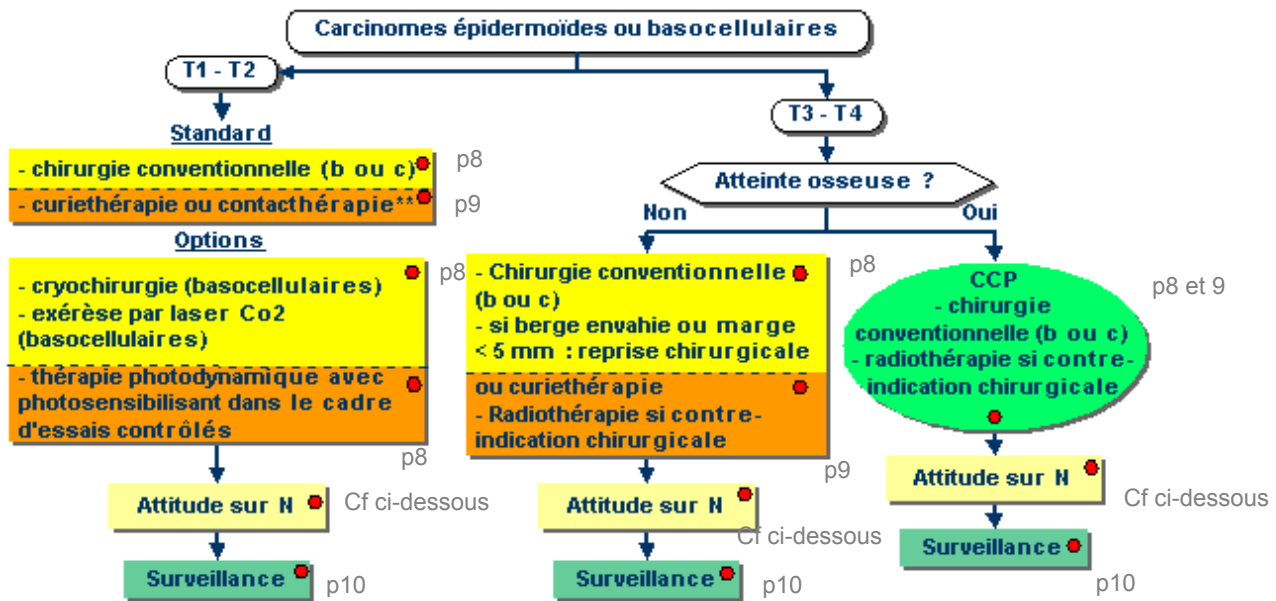 Carcinomes épidermoïdes ou basocellulaires
T1 - T2
Standard
- chirurgie conventionnelle (b ou c)
p8
- curiethérapie ou contacthérapie**
p9
Options
- cryochirurgie (basocellulaires)
- exérèse par laser Co2
(basocellulaires)
p8
- thérapie photodynamique avec
photosensibilisant dans le cadre
d'essais contrôlés
p8
Attitude sur N
Cf ci-dessous
Surveillance
p10
T3 - T4
Atteinte osseuse ?
Non
Oui
- Chirurgie conventionnelle
(b ou c)
- si berge envahie ou marge
< 5 mm : reprise chirurgicale
p8
ou curiethérapie
- Radiothérapie si contre-
indication chirurgicale
p9
Attitude sur N
Cf ci-dessous
Surveillance
p10
CCP
- chirurgie
conventionnelle (b ou c)
- radiothérapie si contre-
indication chirurgicale
p8 et 9
Attitude sur N
Cf ci-dessous
Surveillance
p10